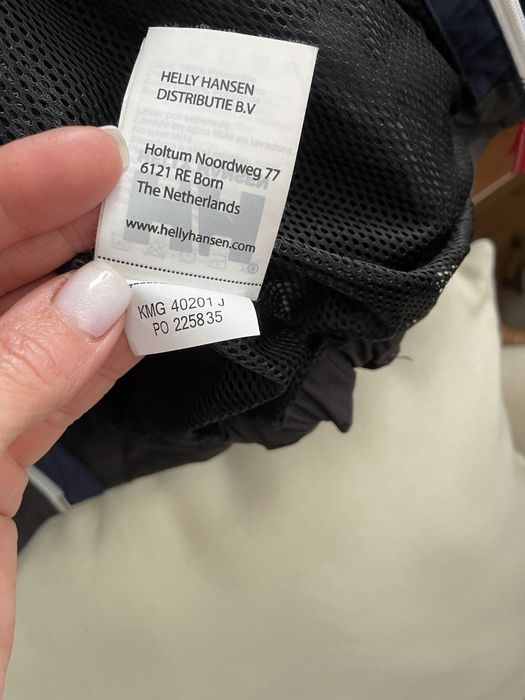 HELLY HANSEN
DISTRIBUTIE B.V
Holtum Noordweg 77
6121 RE Born
The Netherlands
www.hellyhansen.com
KMG 40201 J
PO 225835